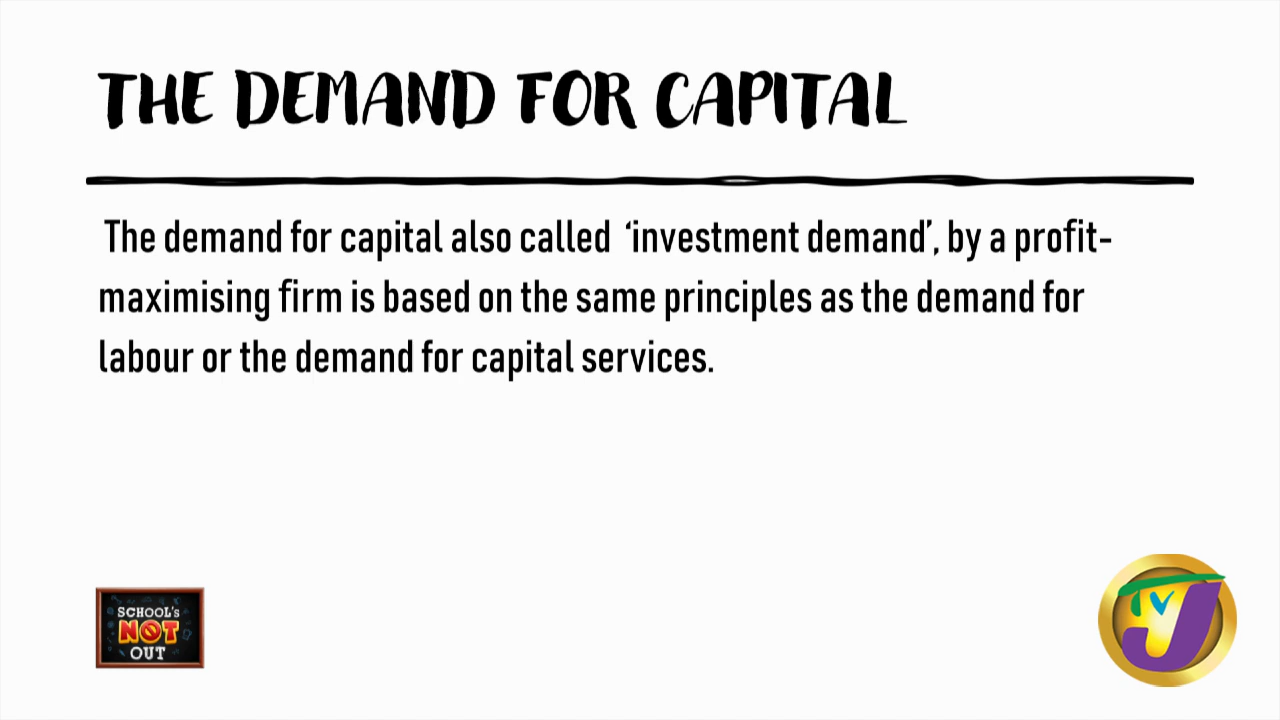 THE DEMAND FOR CAPITAL
The demand for capital also called ‘investment demand’, by a profit-
maximising firm is based on the same principles as the demand for
labour or the demand for capital services.
SCHOOL's
NOT
OUT
TVJ